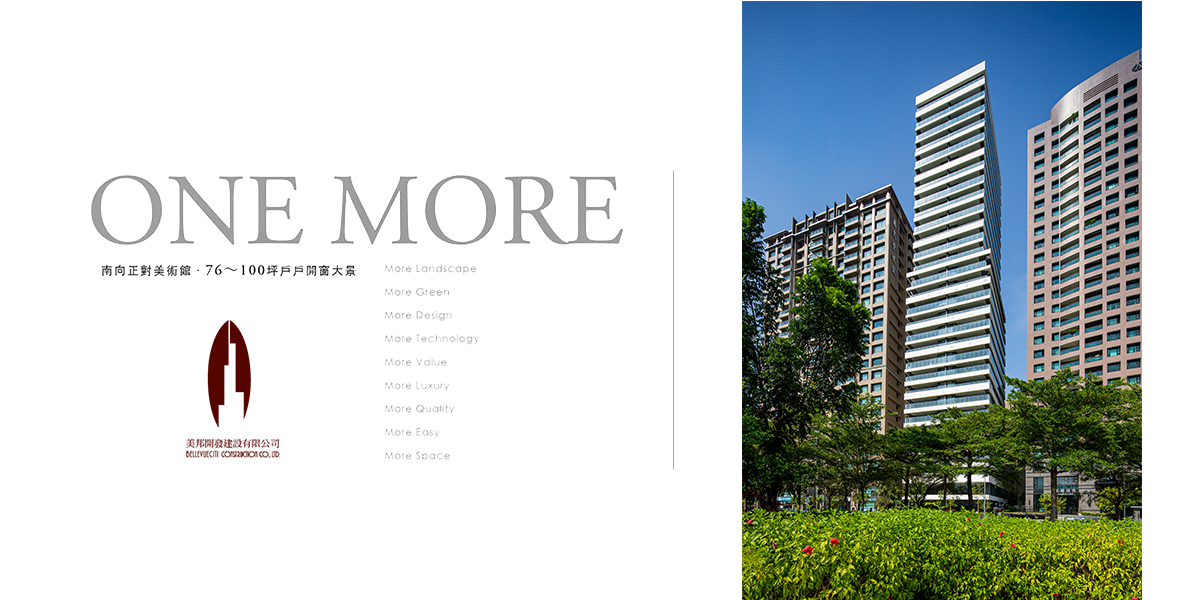 ONE MORE
南向正對美術館‧76～100坪戶戶開窗大景
More Landscape
More Green
More Design
More Technology
More Value
More Luxury
More Quality
More Easy
More Space
美邦開發建設有限公司
BELLEVUECITI CONSTRUCTION CO., LTD